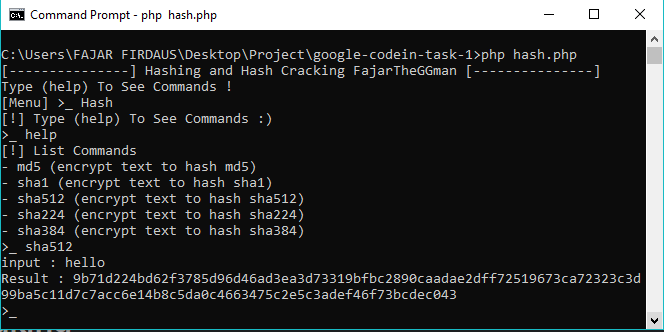 Command Prompt - php  hash.php
C:\Users\FAJAR FIRDAUS\Desktop\Project\google-codein-task-1>php hash.php
[---------------] Hashing and Hash Cracking FajarTheGGman [---------------]
Type (help) To See Commands !
[Menu] >_ Hash
[!] Type (help) To See Commands :)
>_ help
[!] List Commands
- md5 (encrypt text to hash md5)
- sha1 (encrypt text to hash sha1)
- sha512 (encrypt text to hash sha512)
- sha224 (encrypt text to hash sha224)
- sha384 (encrypt text to hash sha384)
>_ sha512
input : hello
Result : 9b71d224bd62f3785d96d46ad3ea3d73319bfbc2890caadae2dff72519673ca72323c3d
99ba5c11d7c7acc6e14b8c5da0c4663475c2e5c3adef46f73bcdec043
>_